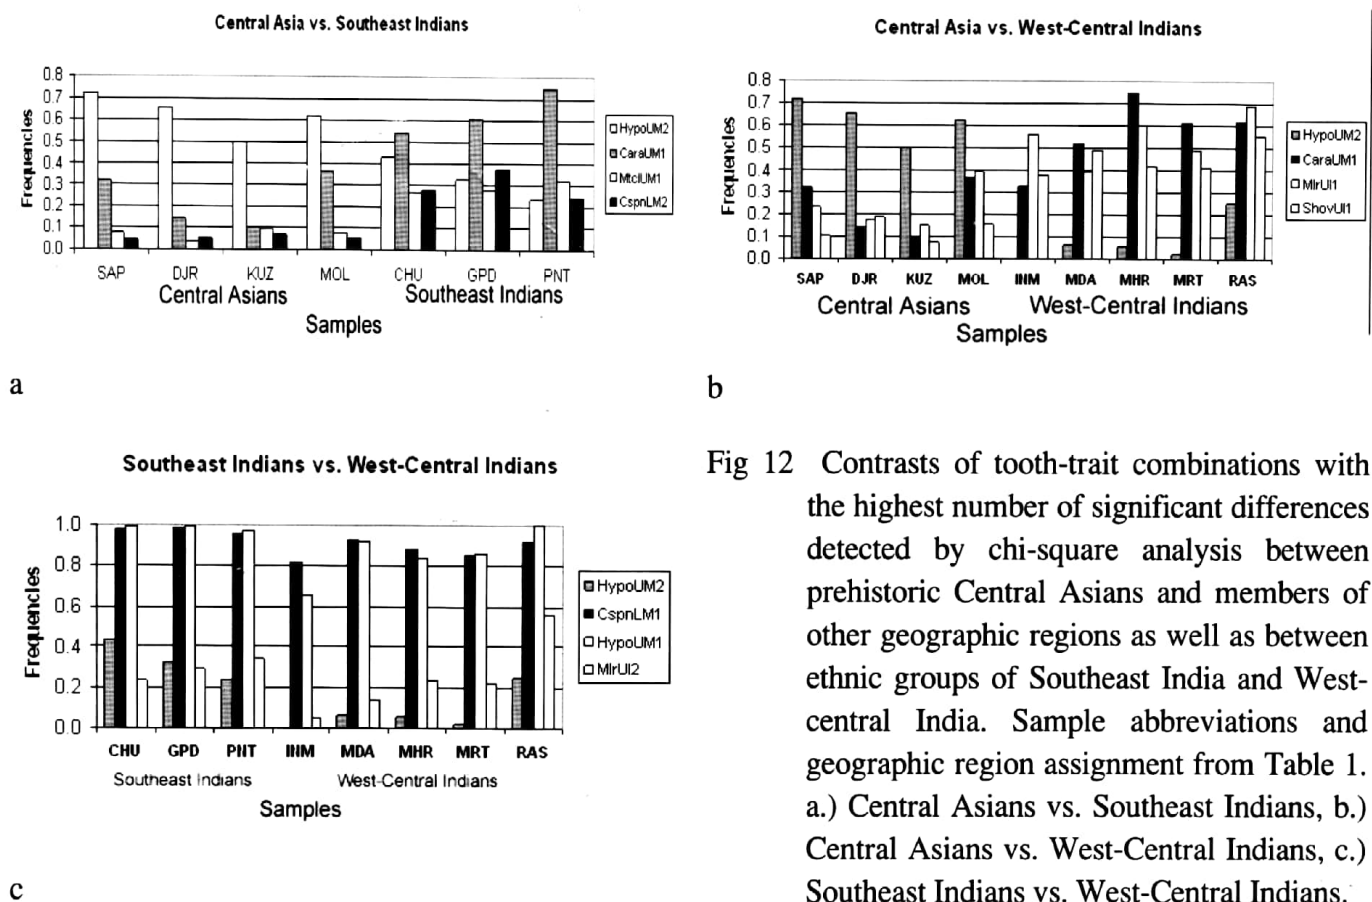 Central Asia vs. Southeast Indians
Frequencies
0.8
0.7
0.6
0.5
0.4
0.3
0.2
0.1
0.0
SAP DJR KUZ MOL CHU GPD PNT
Central Asians Southeast Indians
Samples
HypoUM2
CaraUM1
MtclUM1
CspnLM2
a
Central Asia vs. West-Central Indians
Frequencies
0.8
0.7
0.6
0.5
0.4
0.3
0.2
0.1
0.0
SAP DJR KUZ MOL INM MDA MHR MRT RAS
Central Asians West-Central Indians
Samples
HypoUM2
CaraUM1
MlrUI1
ShovUI1
b
Southeast Indians vs. West-Central Indians
Frequencies
1.0
0.8
0.6
0.4
0.2
0.0
CHU GPD PNT INM MDA MHR MRT RAS
Southeast Indians West-Central Indians
Samples
HypoUM2
CspnLM1
HypoUM1
MlrUI2
c
Fig 12 Contrasts of tooth-trait combinations with
the highest number of significant differences
detected by chi-square analysis between
prehistoric Central Asians and members of
other geographic regions as well as between
ethnic groups of Southeast India and West-
central India. Sample abbreviations and
geographic region assignment from Table 1.
a.) Central Asians vs. Southeast Indians, b.)
Central Asians vs. West-Central Indians, c.)
Southeast Indians vs. West-Central Indians.